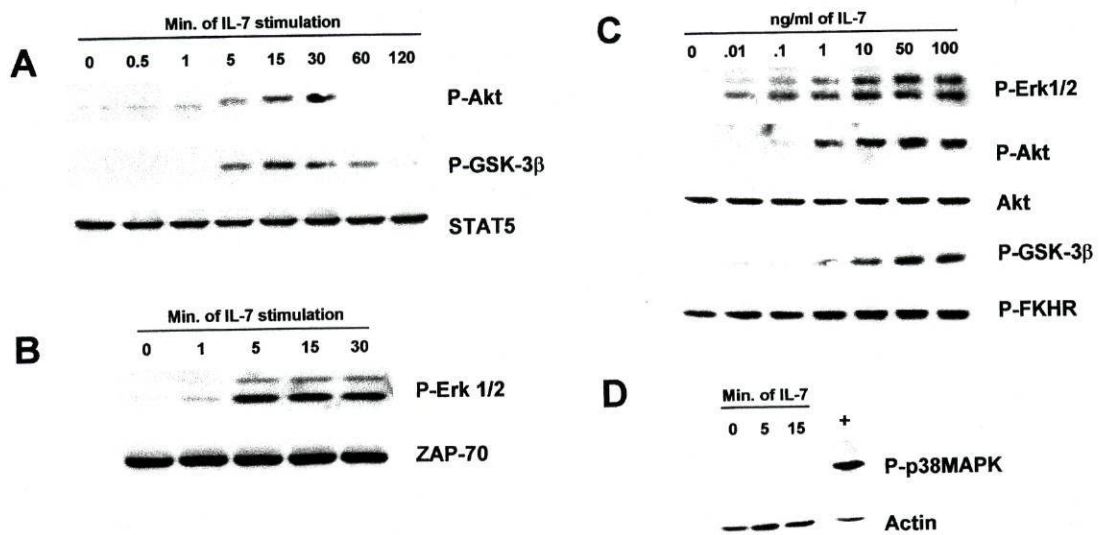 A
Min. of IL-7 stimulation
0 0.5 1 5 15 30 60 120
P-Akt
P-GSK-3β
STAT5
B
Min. of IL-7 stimulation
0 1 5 15 30
P-Erk 1/2
ZAP-70
C
ng/ml of IL-7
0 .01 .1 1 10 50 100
P-Erk1/2
P-Akt
Akt
P-GSK-3β
P-FKHR
D
Min. of IL-7
0 5 15 +
P-p38MAPK
Actin